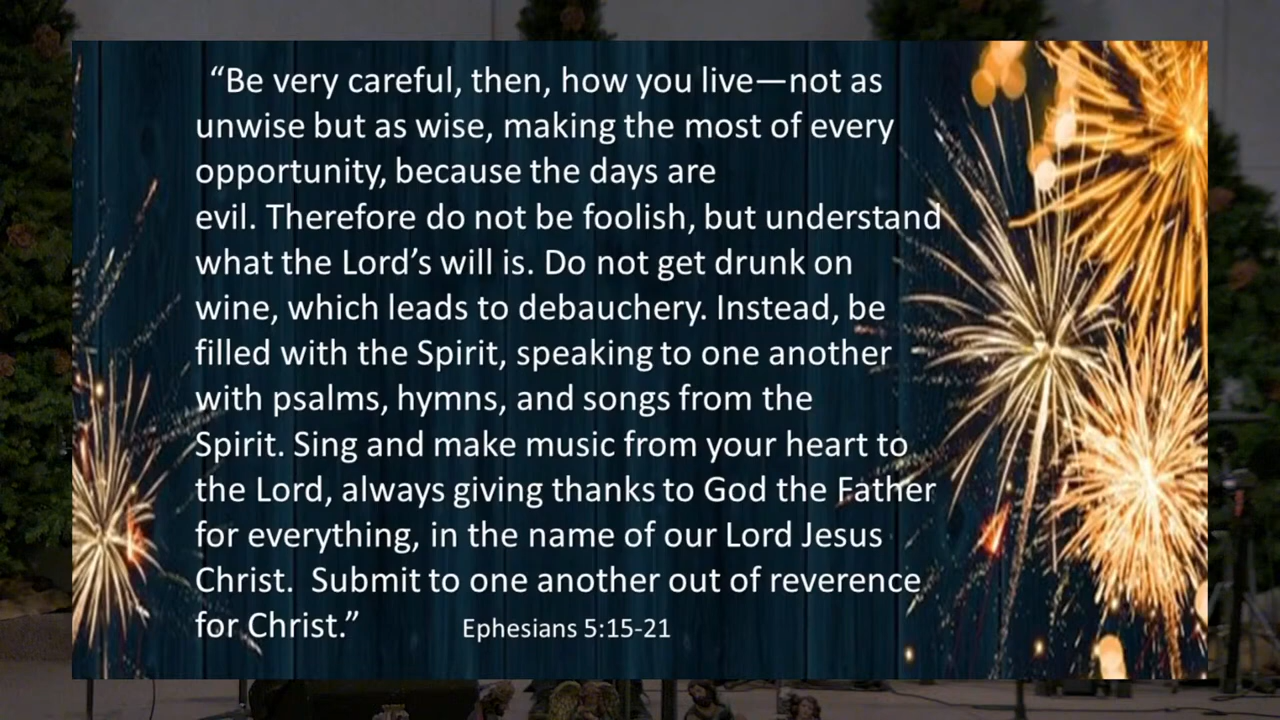 “Be very careful, then, how you live—not as
unwise but as wise, making the most of every
opportunity, because the days are
evil. Therefore do not be foolish, but understand
what the Lord’s will is. Do not get drunk on
wine, which leads to debauchery. Instead, be
filled with the Spirit, speaking to one another
with psalms, hymns, and songs from the
Spirit. Sing and make music from your heart to
the Lord, always giving thanks to God the Father
for everything, in the name of our Lord Jesus
Christ.  Submit to one another out of reverence
for Christ.” Ephesians 5:15-21